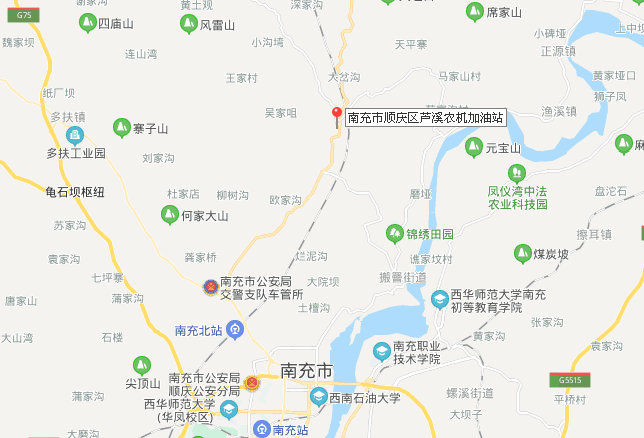 谢家沟
黄土观
席家山
G75
四庙山
风雷山
小碑垭
上中坝
魏家坝
小沟塆
天平寨
正源镇
连山湾
王家村
大岔沟
马家山村
黄家垭口
狮子凤
纸厂坝
多扶镇
吴家咀
南充市顺庆区芦溪农机加油站
渔溪镇
寨子山
多扶工业园
元宝山
刘家沟
麻
龟石坝枢纽
杜家店
柳树沟
欧家沟
磨垭
凤仪湾中法
农业科技园
盘沱石
苏家沟
何家大山
锦绣田园
擦耳镇
袁家沟
龚家桥
烂泥沟
谯家坟村
煤炭坡
七坪寨
南充市公安局
交警支队车管所
大院坝
搬罾街道
唐家山
蒲家沟
土槽沟
西华师范大学南充
初等教育学院
大山湾
石楼
南充北站
张家沟
黄家沟
南充职业
技术学院
袁家沟
尖顶山
南充市公安局
顺庆公安分局
南充市
G5515
蒲家沟
西华师范大学
(华凤校区)
西南石油大学
螺溪街道
平桥村
大坝子
大磨沟
南充站